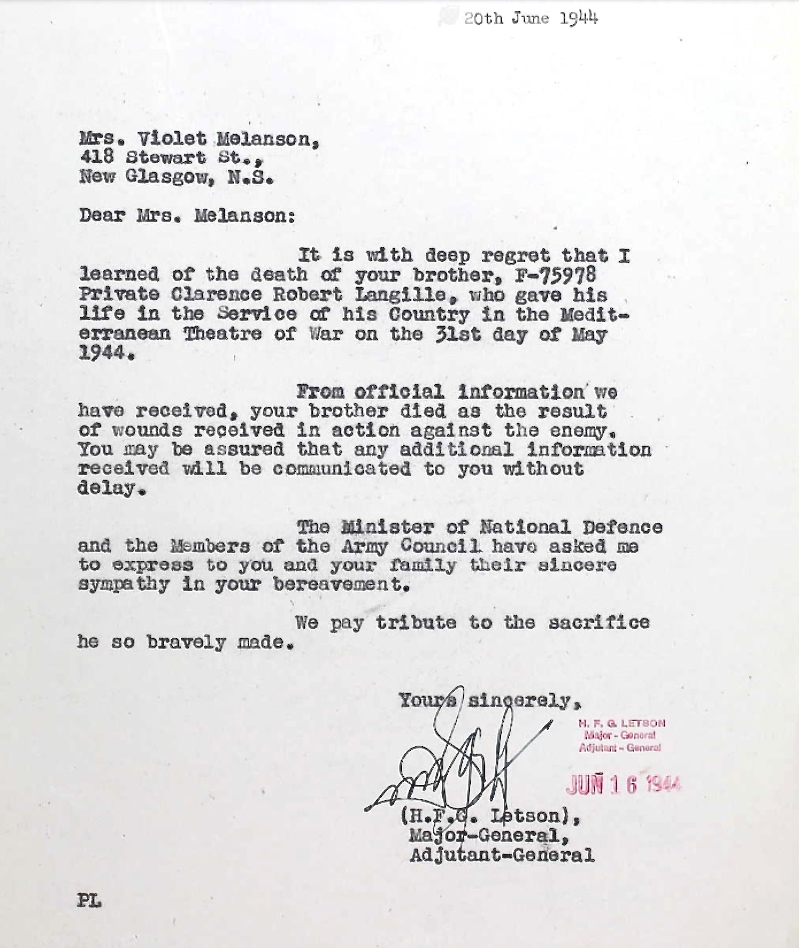 20th June 1944
Mrs. Violet Melanson,
418 Stewart St.,
New Glasgow, N.S.
Dear Mrs. Melanson:
It is with deep regret that I
learned of the death of your brother, F-75978
Private Clarence Robert Langille, who gave his
life in the Service of his Country in the Medit-
erranean Theatre of War on the 31st day of May
1944.
From official information we
have received, your brother died as the result
of wounds received in action against the enemy.
You may be assured that any additional information
received will be communicated to you without
delay.
The Minister of National Defence
and the Members of the Army Council have asked me
to express to you and your family their sincere
sympathy in your bereavement.
We pay tribute to the sacrifice
he so bravely made.
Yours sincerely,
H. F. G. LETSON
Major - General
Adjutant - General
JUN 16 1944
(H.F.G. Letson),
Major-General,
Adjutant-General
PL